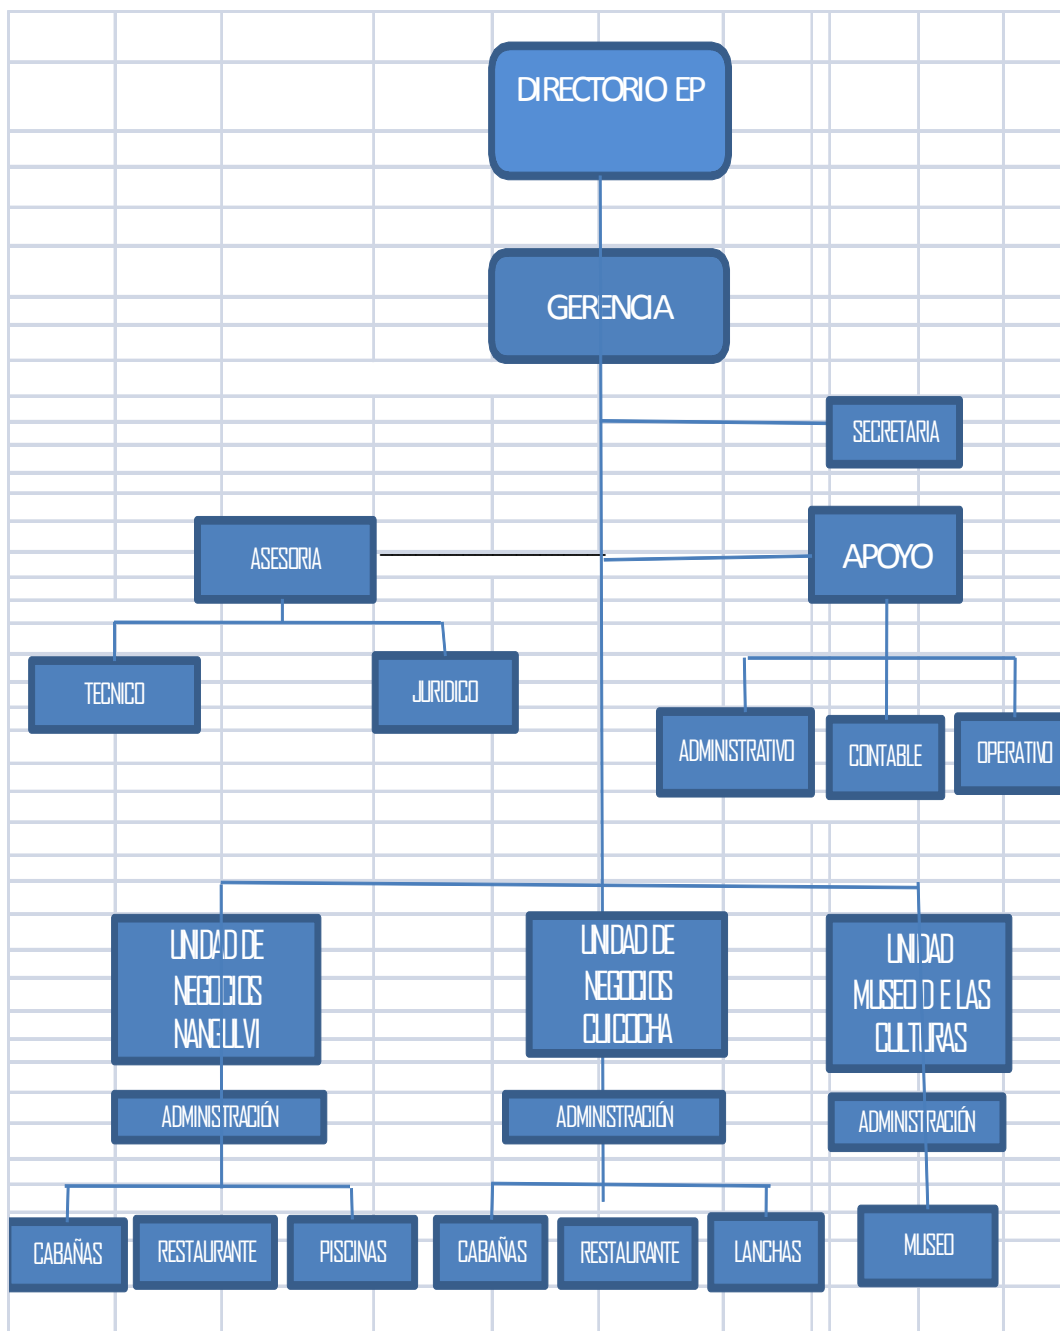 DIRECTORIO EP
GERENCIA
SECRETARIA
ASESORIA
APOYO
TECNICO
JURIDICO
ADMINISTRATIVO
CONTABLE
OPERATIVO
UNIDAD DE
NEGOCIOS
NANGULVI
UNIDAD DE
NEGOCIOS
CUICOCHA
UNIDAD
MUSEO D E LAS
CULTURAS
ADMINISTRACIÓN
ADMINISTRACIÓN
ADMINISTRACIÓN
CABAÑAS
RESTAURANTE
PISCINAS
CABAÑAS
RESTAURANTE
LANCHAS
MUSEO